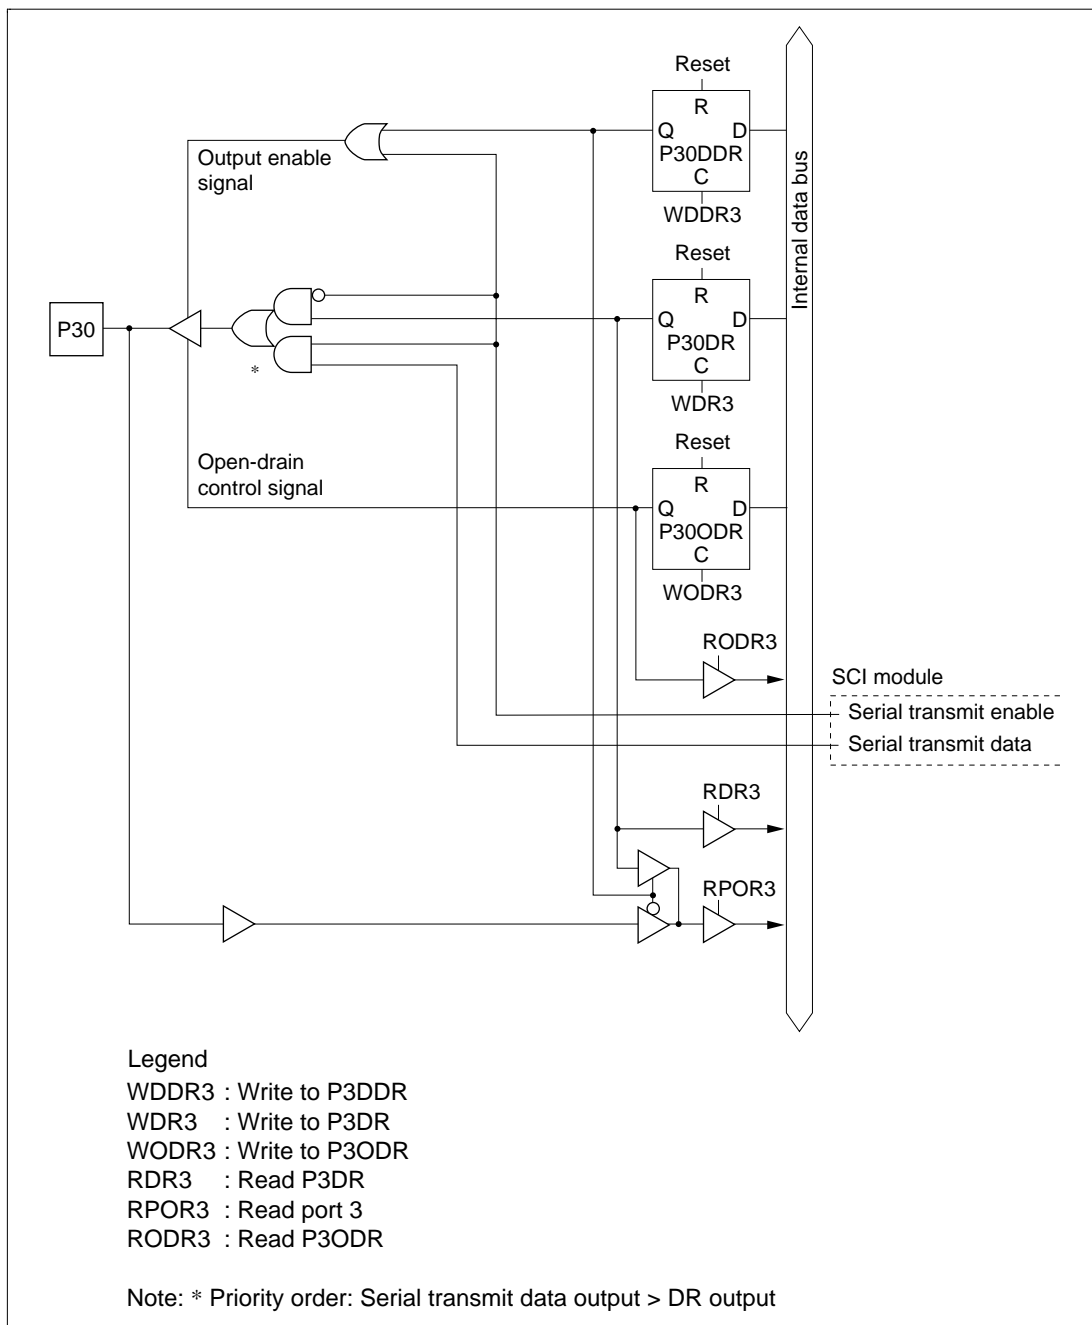 Reset
R
Q D
P30DDR
C
WDDR3
Output enable
signal
Internal data bus
Reset
R
Q D
P30DR
C
WDR3
P30
*
Reset
R
Q D
P30ODR
C
WODR3
Open-drain
control signal
RODR3
SCI module
Serial transmit enable
Serial transmit data
RDR3
RPOR3
Legend
WDDR3 : Write to P3DDR
WDR3 : Write to P3DR
WODR3 : Write to P3ODR
RDR3 : Read P3DR
RPOR3 : Read port 3
RODR3 : Read P3ODR
Note: * Priority order: Serial transmit data output > DR output